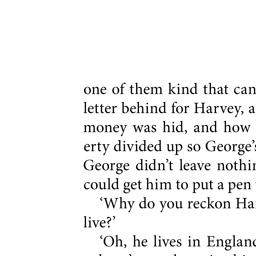 one of them kind that can
letter behind for Harvey, a
money was hid, and how
erty divided up so George's
George didn't leave nothin
could get him to put a pen
'Why do you reckon Ha
live?'
'Oh, he lives in England